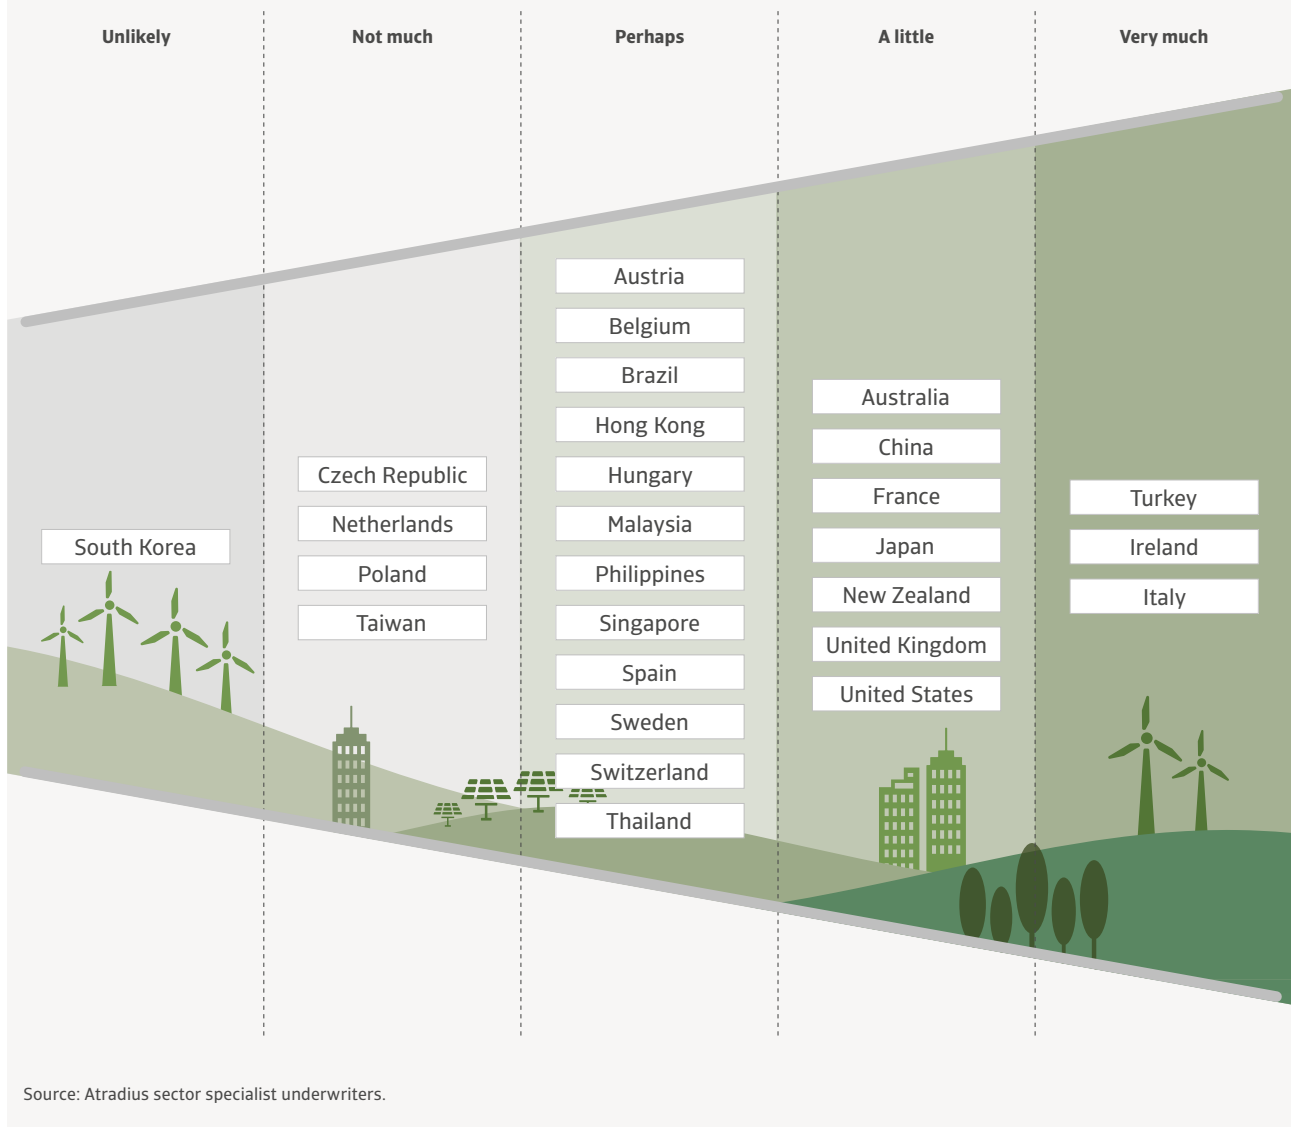 Unlikely
Not much
Perhaps
A little
Very much
South Korea
Czech Republic
Netherlands
Poland
Taiwan
Austria
Belgium
Brazil
Hong Kong
Hungary
Malaysia
Philippines
Singapore
Spain
Sweden
Switzerland
Thailand
Australia
China
France
Japan
New Zealand
United Kingdom
United States
Turkey
Ireland
Italy
Source: Atradius sector specialist underwriters.